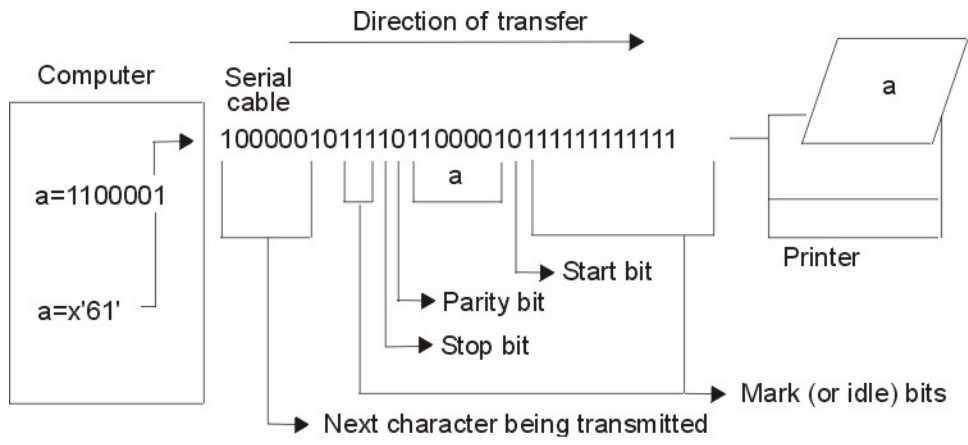 Direction of transfer
Computer
Serial
cable
a
100000101111011000010111111111111
a
a=1100001
Printer
Start bit
a=x'61'
Parity bit
Stop bit
Mark (or idle) bits
Next character being transmitted